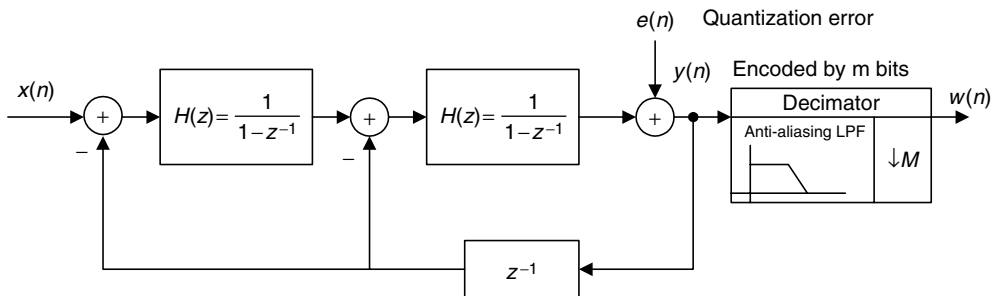 e(n) Quantization error
x(n)
H(z)= 1/(1−z⁻¹)
H(z)= 1/(1−z⁻¹)
y(n)
Encoded by m bits
w(n)
+
+
+
Decimator
Anti-aliasing LPF
↓M
−
−
z⁻¹